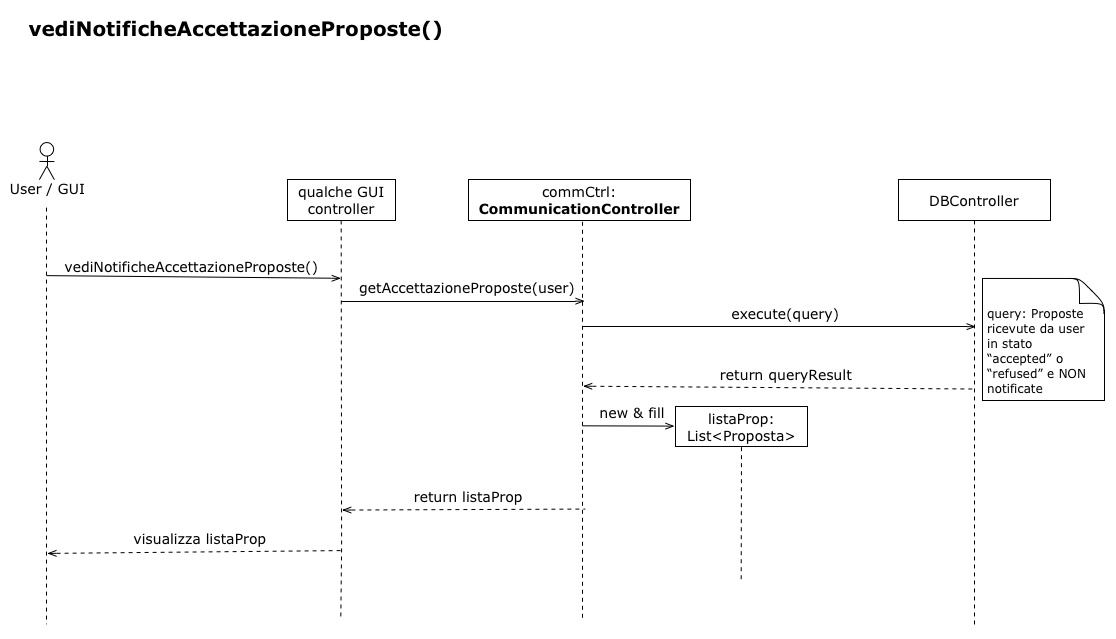 vediNotificheAccettazioneProposte()
User / GUI
qualche GUI
controller
commCtrl:
CommunicationController
DBController
vediNotificheAccettazioneProposte()
getAccettazioneProposte(user)
execute(query)
query: Proposte
ricevute da user
in stato
“accepted” o
“refused” e NON
notificate
return queryResult
new & fill
listaProp:
List<Proposta>
return listaProp
visualizza listaProp